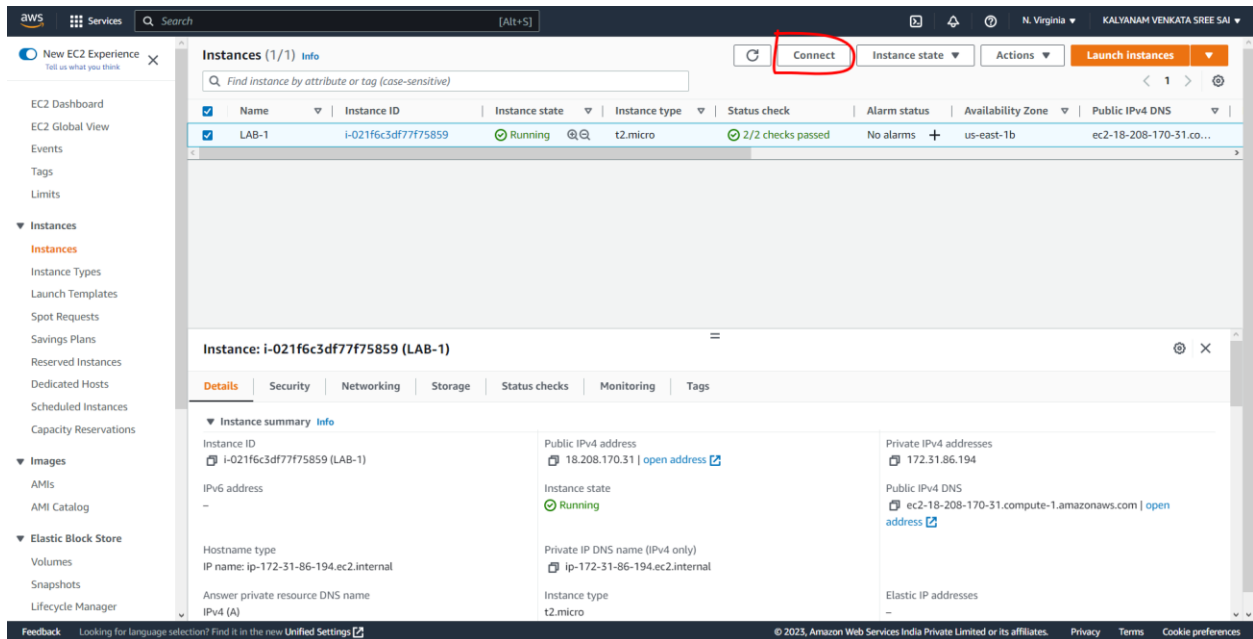 aws Services Search [Alt+S] N. Virginia KALYANAM VENKATA SREE SAI
New EC2 Experience
Tell us what you think
EC2 Dashboard
EC2 Global View
Events
Tags
Limits
Instances
Instances
Instance Types
Launch Templates
Spot Requests
Savings Plans
Reserved Instances
Dedicated Hosts
Scheduled Instances
Capacity Reservations
Images
AMIs
AMI Catalog
Elastic Block Store
Volumes
Snapshots
Lifecycle Manager
Instances (1/1) Info Connect Instance state Actions Launch instances
Find instance by attribute or tag (case-sensitive) 1
Name Instance ID Instance state Instance type Status check Alarm status Availability Zone Public IPv4 DNS
LAB-1 i-021f6c3df77f75859 Running t2.micro 2/2 checks passed No alarms + us-east-1b ec2-18-208-170-31.co...
Instance: i-021f6c3df77f75859 (LAB-1)
Details Security Networking Storage Status checks Monitoring Tags
Instance summary Info
Instance ID Public IPv4 address Private IPv4 addresses
i-021f6c3df77f75859 (LAB-1) 18.208.170.31 | open address 172.31.86.194
IPv6 address Instance state Public IPv4 DNS
– Running ec2-18-208-170-31.compute-1.amazonaws.com | open
address
Hostname type Private IP DNS name (IPv4 only)
IP name: ip-172-31-86-194.ec2.internal ip-172-31-86-194.ec2.internal
Answer private resource DNS name Instance type Elastic IP addresses
IPv4 (A) t2.micro –
Feedback Looking for language selection? Find it in the new Unified Settings © 2023, Amazon Web Services India Private Limited or its affiliates. Privacy Terms Cookie preferences